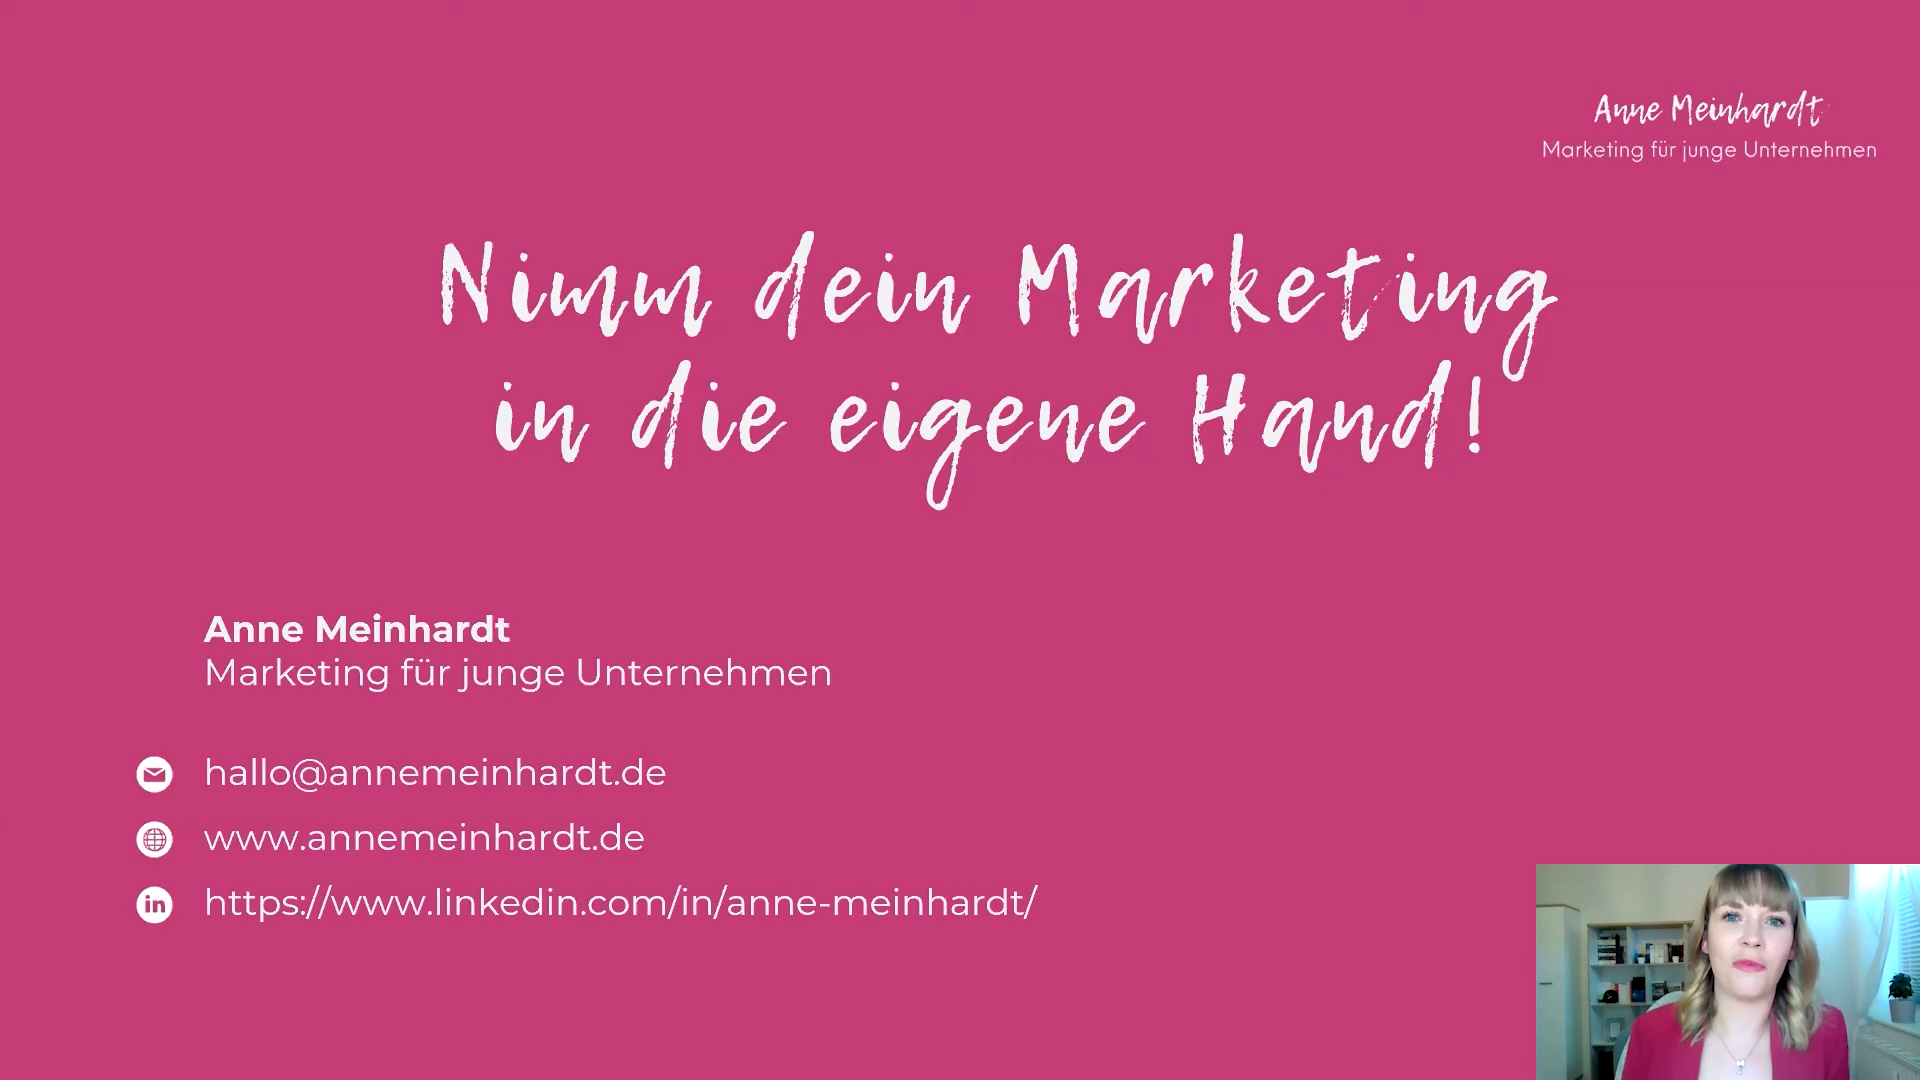 Anne Meinhardt
Marketing für junge Unternehmen
Nimm dein Marketing
in die eigene Hand!
Anne Meinhardt
Marketing für junge Unternehmen
hallo@annemeinhardt.de
www.annemeinhardt.de
in https://www.linkedin.com/in/anne-meinhardt/